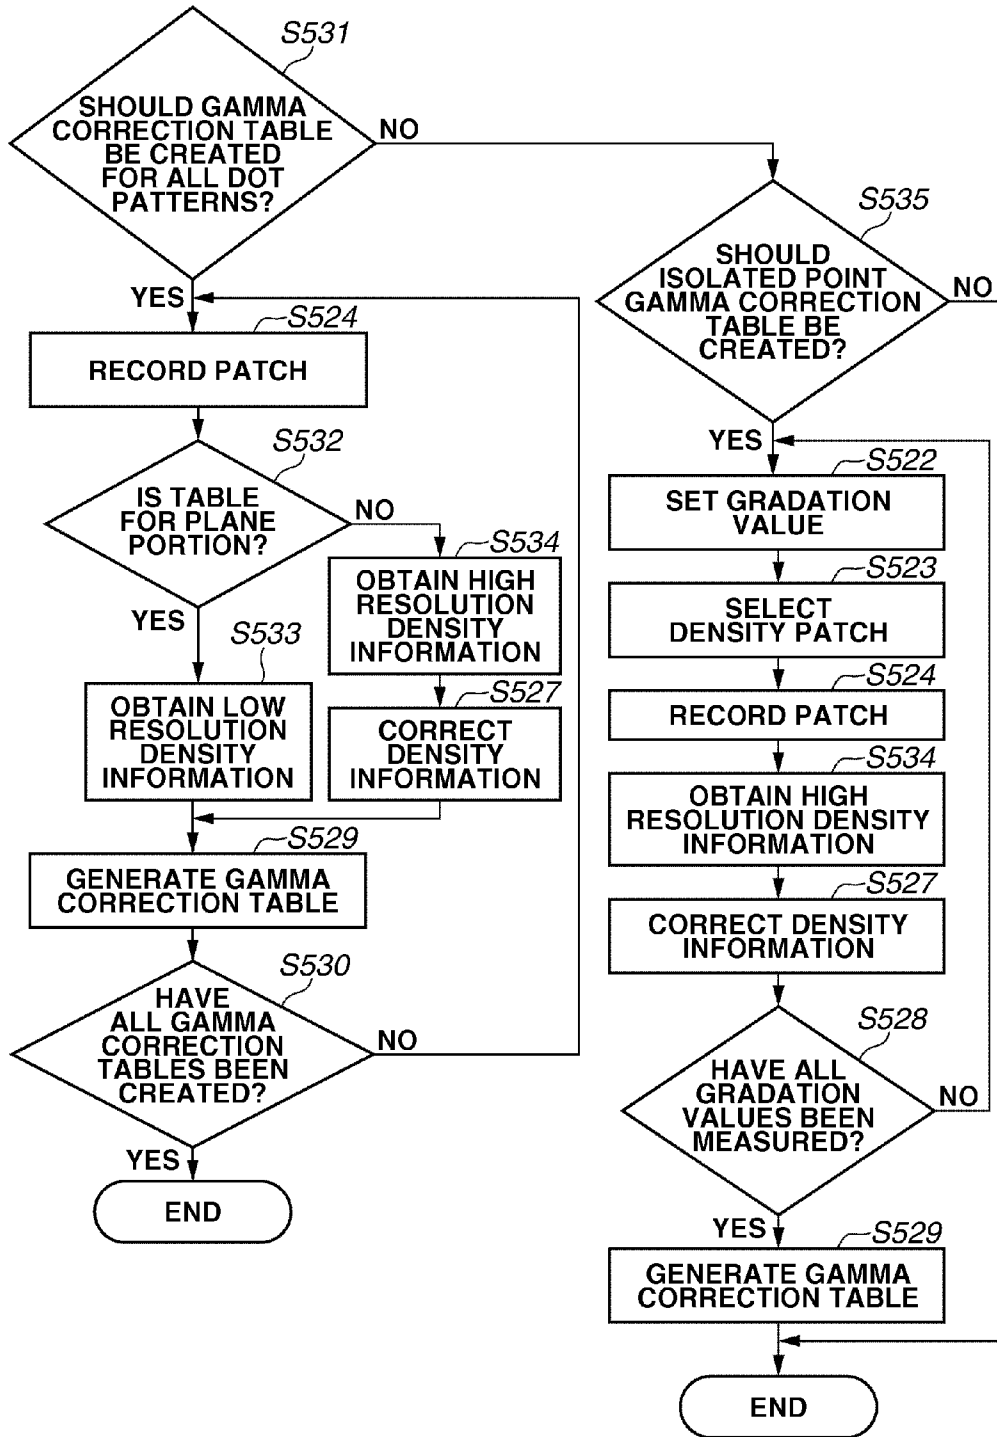 S531
SHOULD GAMMA
CORRECTION TABLE
BE CREATED
FOR ALL DOT
PATTERNS?
NO
YES
S524
RECORD PATCH
S532
IS TABLE
FOR PLANE
PORTION?
NO
YES
S534
OBTAIN HIGH
RESOLUTION
DENSITY
INFORMATION
S533
OBTAIN LOW
RESOLUTION
DENSITY
INFORMATION
S527
CORRECT
DENSITY
INFORMATION
S529
GENERATE GAMMA
CORRECTION TABLE
S530
HAVE
ALL GAMMA
CORRECTION
TABLES BEEN
CREATED?
NO
YES
END
S535
SHOULD
ISOLATED POINT
GAMMA CORRECTION
TABLE BE
CREATED?
NO
YES
S522
SET GRADATION
VALUE
S523
SELECT
DENSITY PATCH
S524
RECORD PATCH
S534
OBTAIN HIGH
RESOLUTION DENSITY
INFORMATION
S527
CORRECT DENSITY
INFORMATION
S528
HAVE ALL
GRADATION
VALUES BEEN
MEASURED?
NO
YES
S529
GENERATE GAMMA
CORRECTION TABLE
END